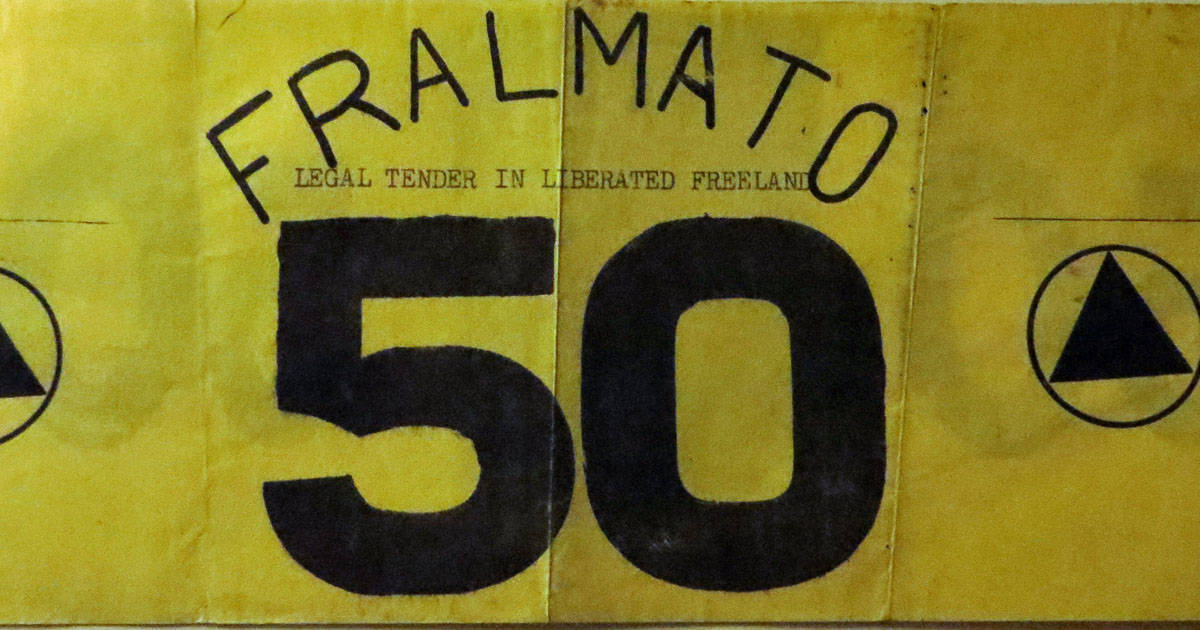 FRALMATO
LEGAL TENDER IN LIBERATED FREELAND
50